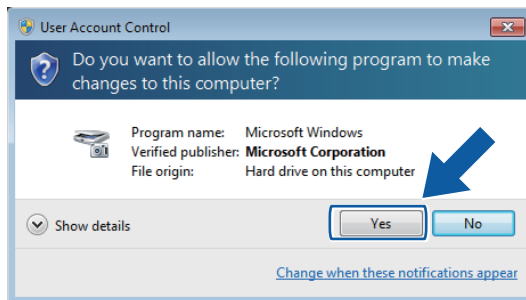 User Account Control
Do you want to allow the following program to make
changes to this computer?
Program name: Microsoft Windows
Verified publisher: Microsoft Corporation
File origin: Hard drive on this computer
Show details
Yes
No
Change when these notifications appear